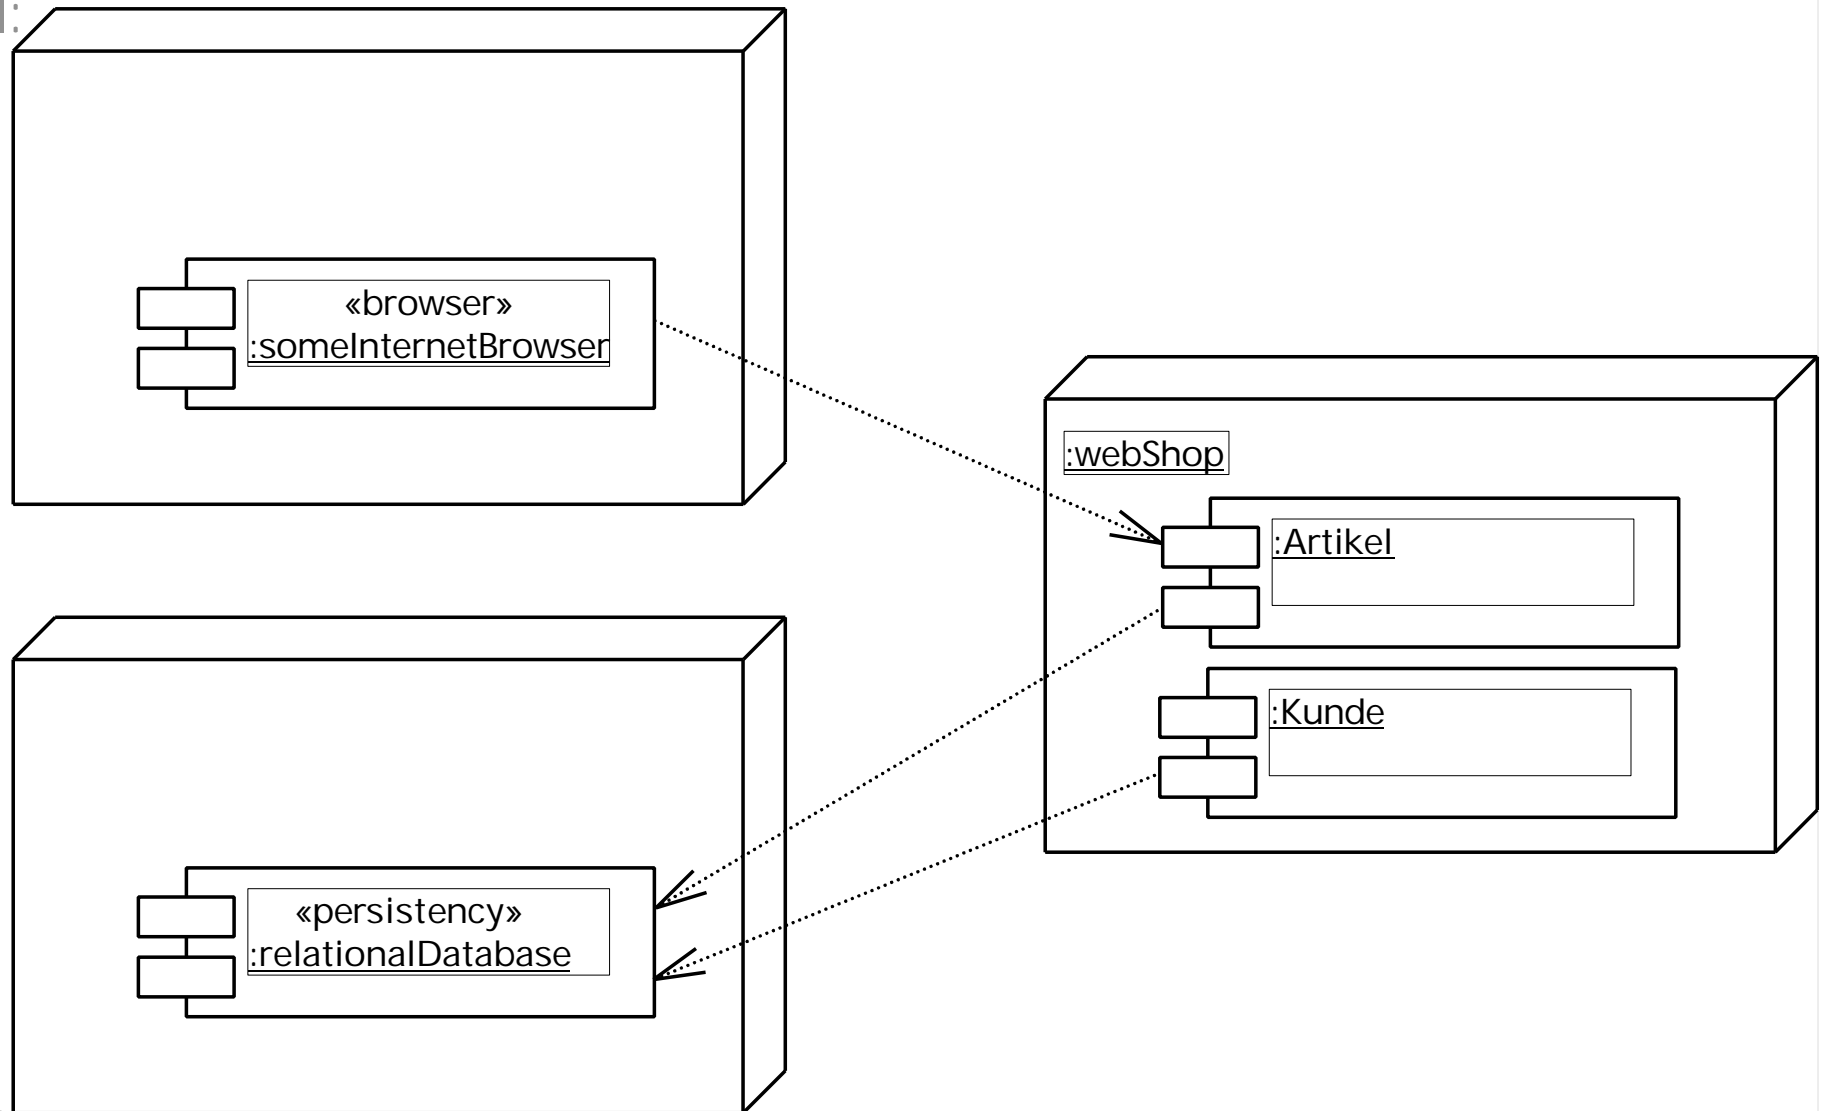 «browser»
:someInternetBrowser
:webShop
:Artikel
:Kunde
«persistency»
:relationalDatabase